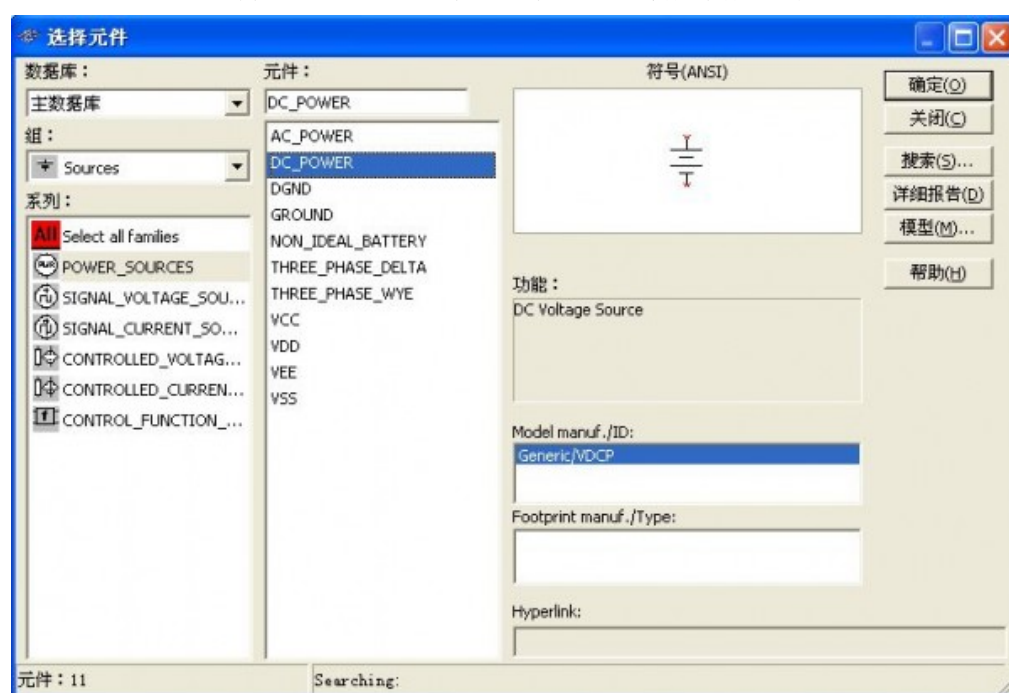 选择元件
数据库：
主数据库
组：
Sources
系列：
All Select all families
POWER_SOURCES
SIGNAL_VOLTAGE_SOU...
SIGNAL_CURRENT_SO...
CONTROLLED_VOLTAG...
CONTROLLED_CURREN...
CONTROL_FUNCTION_...
元件：
DC_POWER
AC_POWER
DC_POWER
DGND
GROUND
NON_IDEAL_BATTERY
THREE_PHASE_DELTA
THREE_PHASE_WYE
VCC
VDD
VEE
VSS
符号(ANSI)
功能：
DC Voltage Source
Model manuf./ID:
Generic/VDCP
Footprint manuf./Type:
Hyperlink:
确定(O)
关闭(C)
搜索(S)...
详细报告(D)
模型(M)...
帮助(H)
元件：11
Searching: